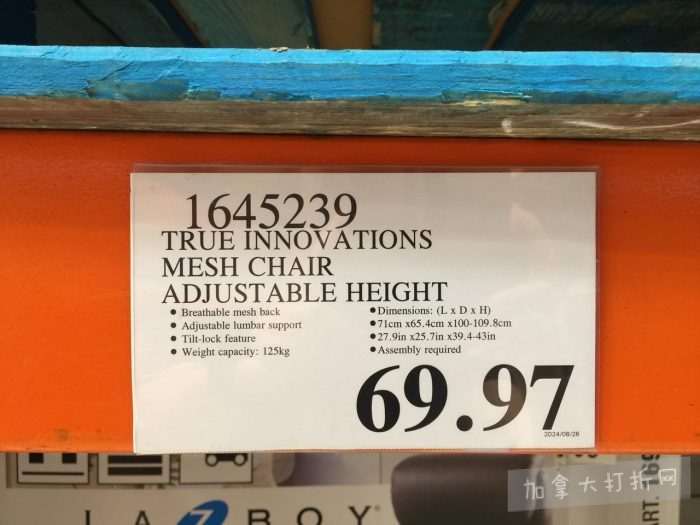 1645239
TRUE INNOVATIONS
MESH CHAIR
ADJUSTABLE HEIGHT
• Breathable mesh back
• Adjustable lumbar support
• Tilt-lock feature
• Weight capacity: 125kg
•Dimensions: (L x D x H)
•71cm x65.4cm x100-109.8cm
•27.9in x25.7in x39.4-43in
•Assembly required
69.97
2024/08/28
LA Z BOY®
ART. 169
加拿大打折网